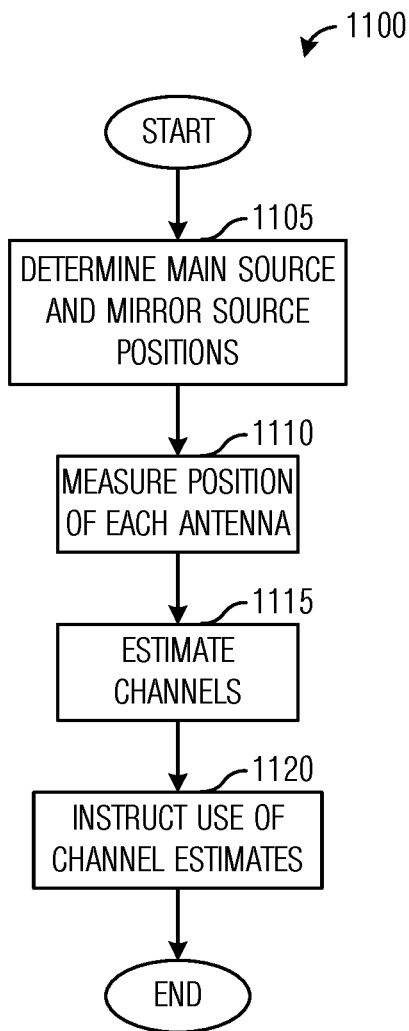 1100
START
1105
DETERMINE MAIN SOURCE
AND MIRROR SOURCE
POSITIONS
1110
MEASURE POSITION
OF EACH ANTENNA
1115
ESTIMATE
CHANNELS
1120
INSTRUCT USE OF
CHANNEL ESTIMATES
END